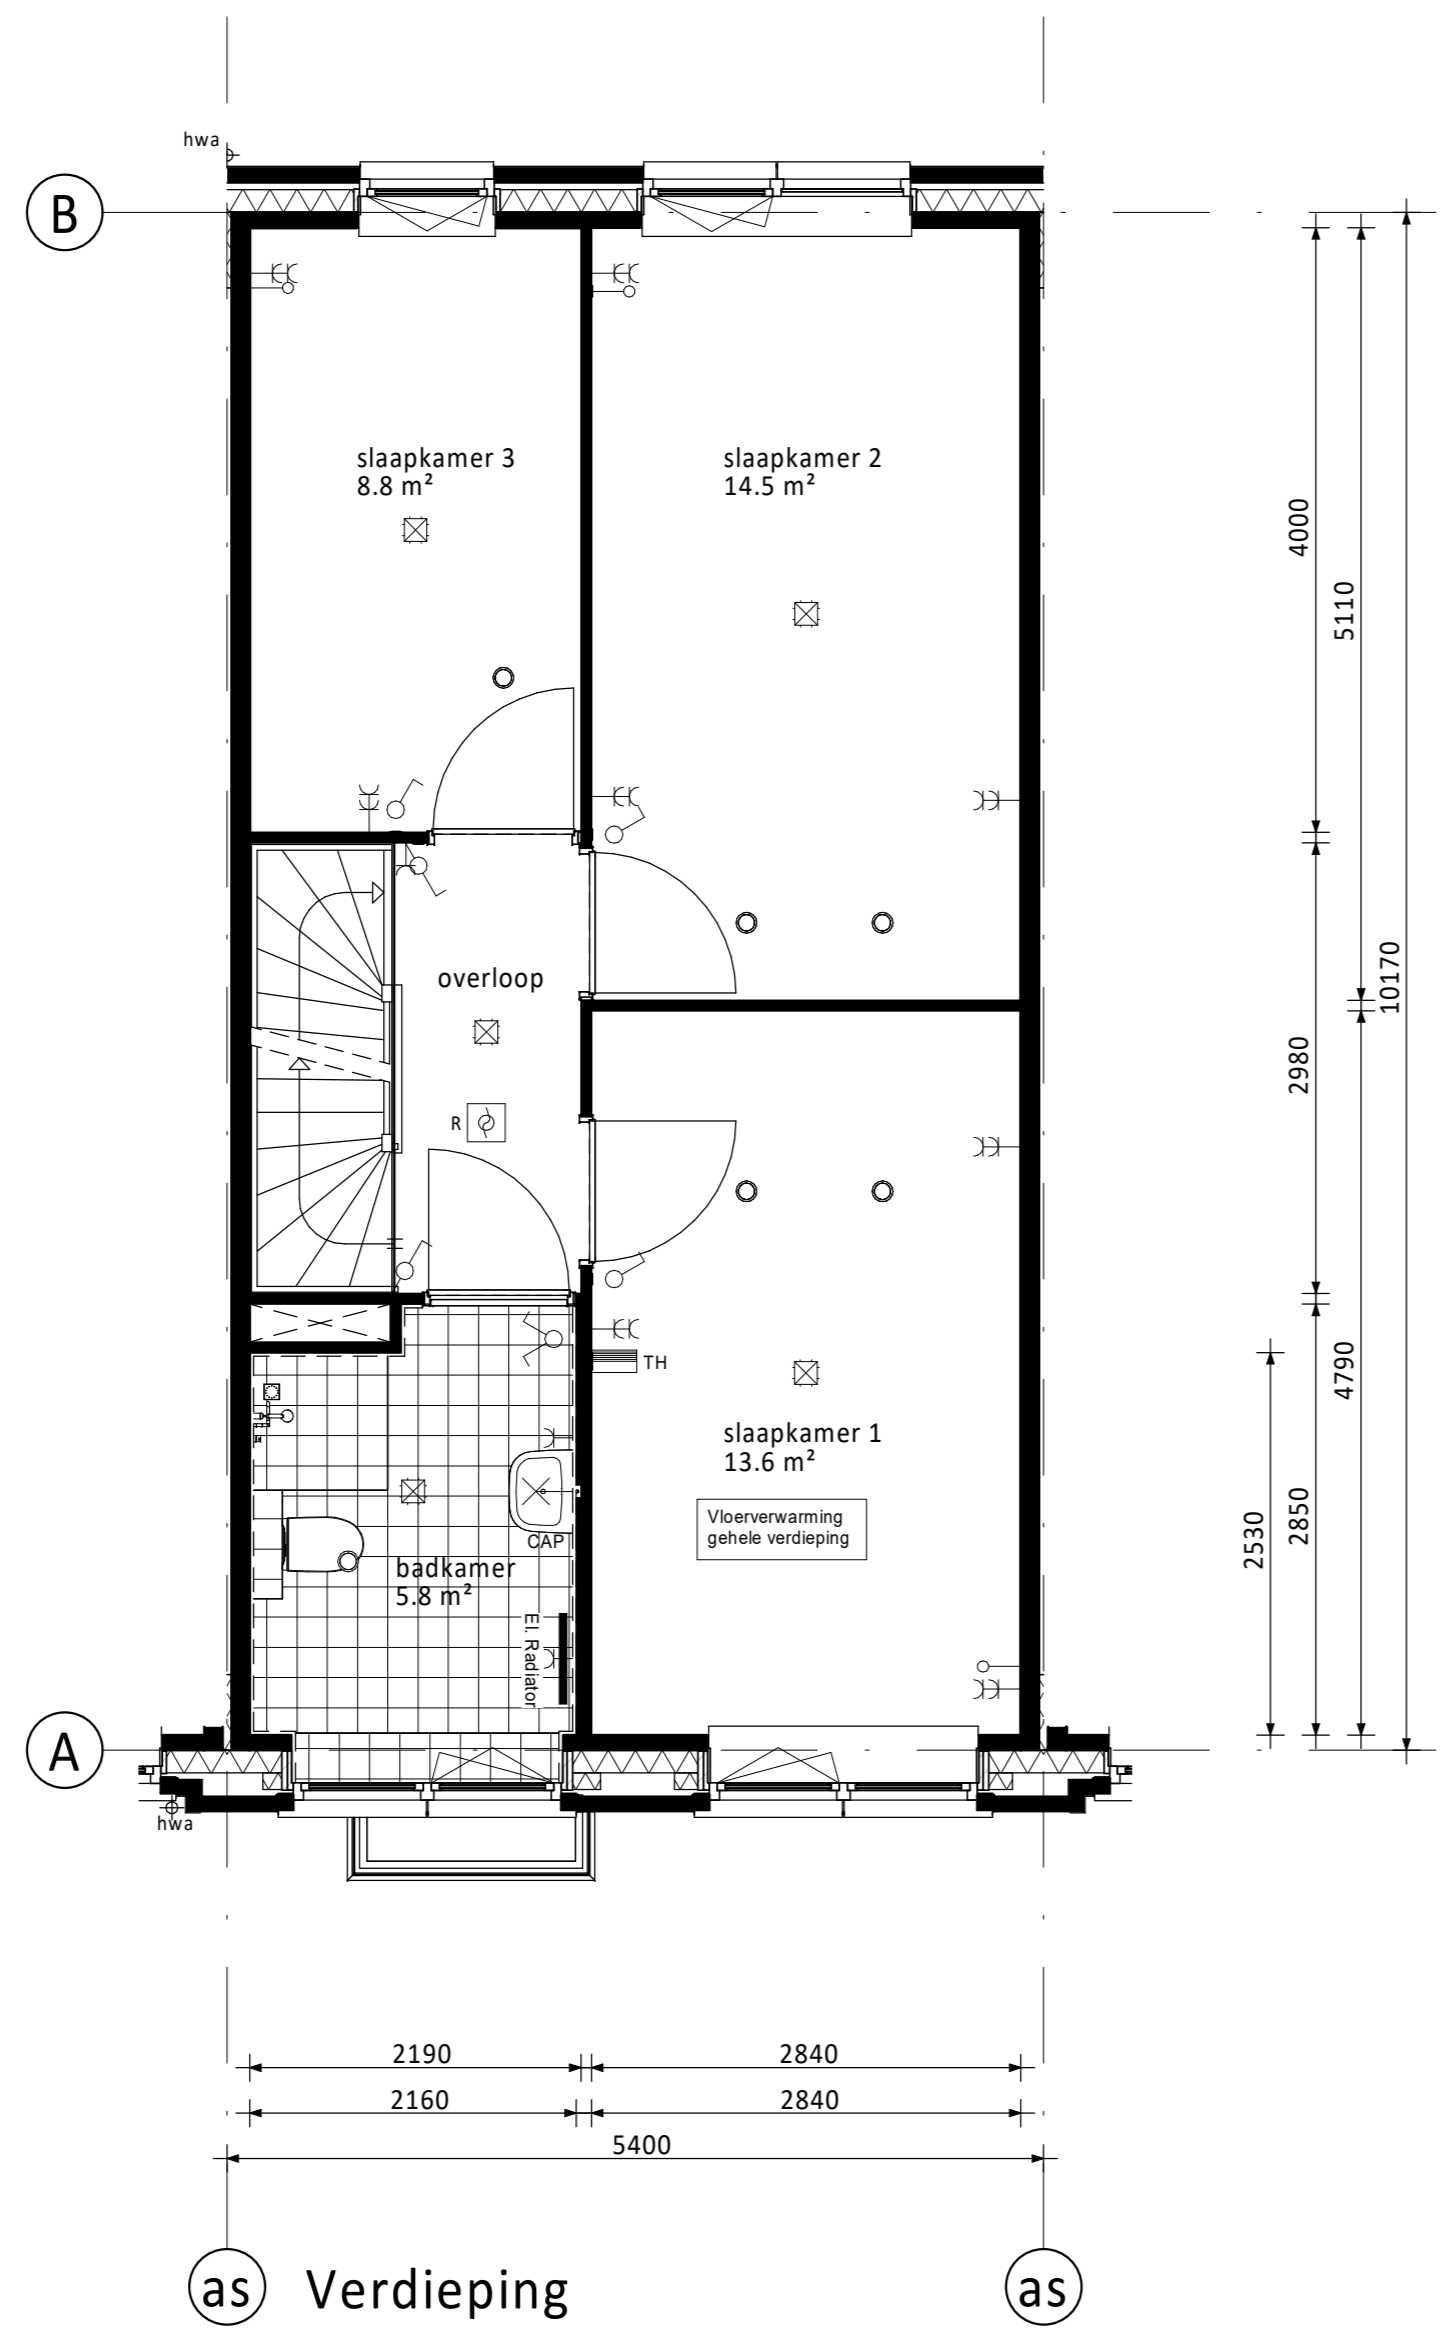 hwa
B
slaapkamer 3
8.8 m²
slaapkamer 2
14.5 m²
4000
5110
overloop
10170
R
2980
TH
slaapkamer 1
13.6 m²
4790
2850
2530
Vloerverwarming
gehele verdieping
CAP
badkamer
5.8 m²
El. Radiator
A
hwa
2190
2840
2160
2840
5400
as
Verdieping
as